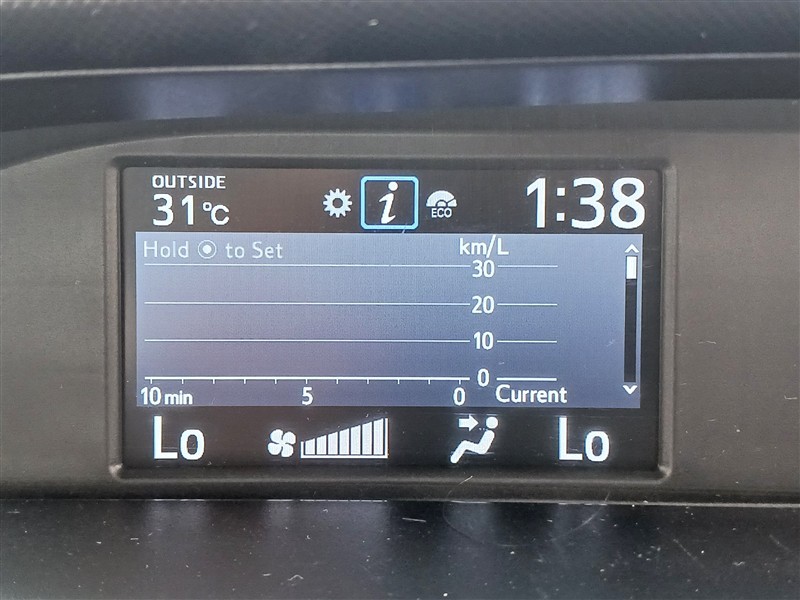 OUTSIDE
31°C
i
ECO
1:38
Hold to Set
km/L
30
20
10
0
10 min 5 0 Current
Lo Lo